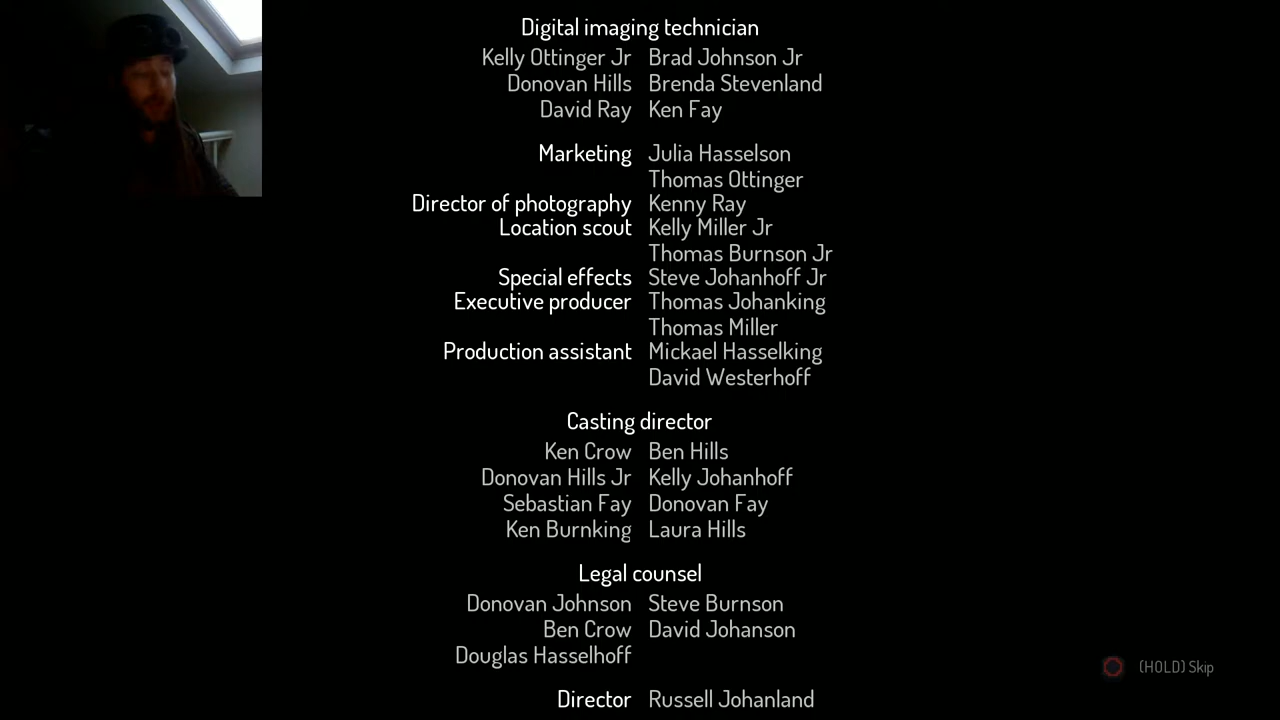 Digital imaging technician
Kelly Ottinger Jr Brad Johnson Jr
Donovan Hills Brenda Stevenland
David Ray Ken Fay
Marketing Julia Hasselson
Thomas Ottinger
Director of photography Kenny Ray
Location scout Kelly Miller Jr
Thomas Burnson Jr
Special effects Steve Johanhoff Jr
Executive producer Thomas Johanking
Thomas Miller
Production assistant Mickael Hasselking
David Westerhoff
Casting director
Ken Crow Ben Hills
Donovan Hills Jr Kelly Johanhoff
Sebastian Fay Donovan Fay
Ken Burnking Laura Hills
Legal counsel
Donovan Johnson Steve Burnson
Ben Crow David Johanson
Douglas Hasselhoff
(HOLD) Skip
Director Russell Johanland